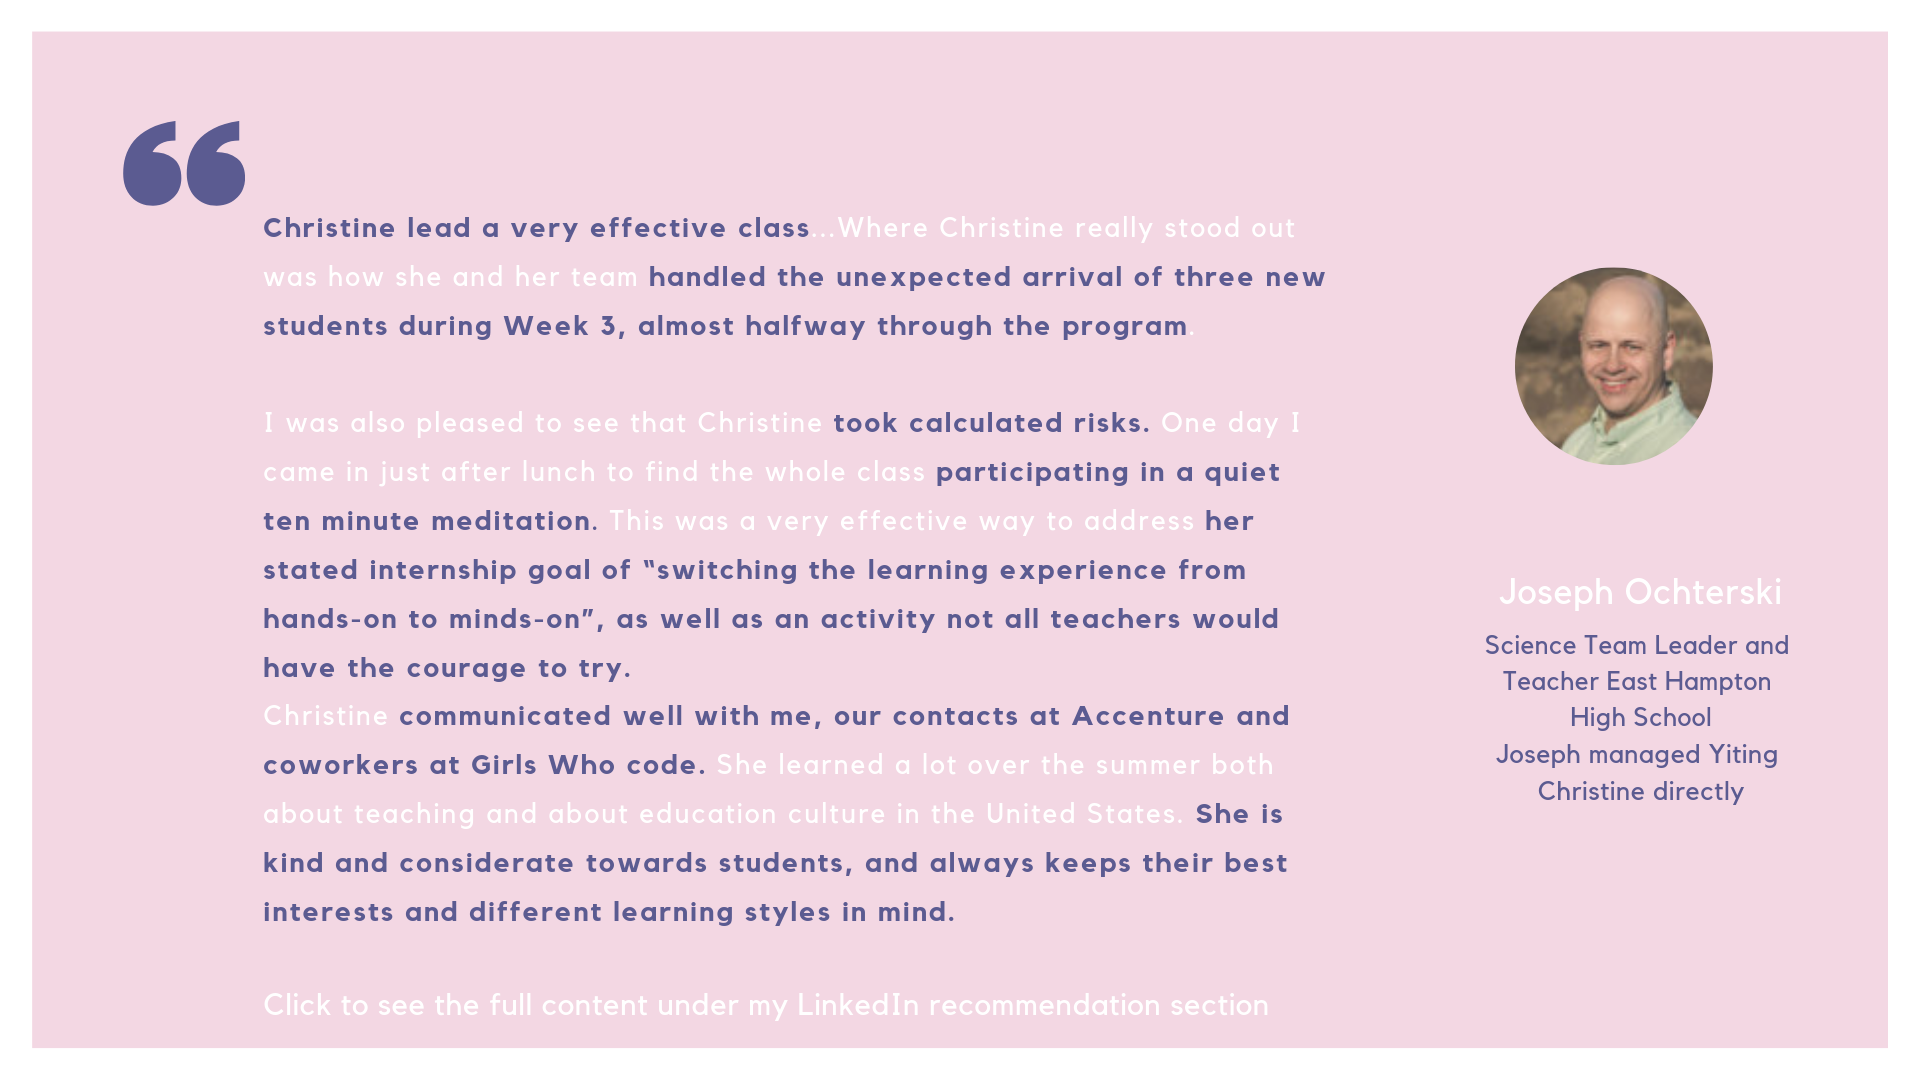 “
Christine lead a very effective class...Where Christine really stood out
was how she and her team handled the unexpected arrival of three new
students during Week 3, almost halfway through the program.
I was also pleased to see that Christine took calculated risks. One day I
came in just after lunch to find the whole class participating in a quiet
ten minute meditation. This was a very effective way to address her
stated internship goal of “switching the learning experience from
hands-on to minds-on”, as well as an activity not all teachers would
have the courage to try.
Christine communicated well with me, our contacts at Accenture and
coworkers at Girls Who code. She learned a lot over the summer both
about teaching and about education culture in the United States. She is
kind and considerate towards students, and always keeps their best
interests and different learning styles in mind.
Click to see the full content under my LinkedIn recommendation section
Joseph Ochterski
Science Team Leader and
Teacher East Hampton
High School
Joseph managed Yiting
Christine directly